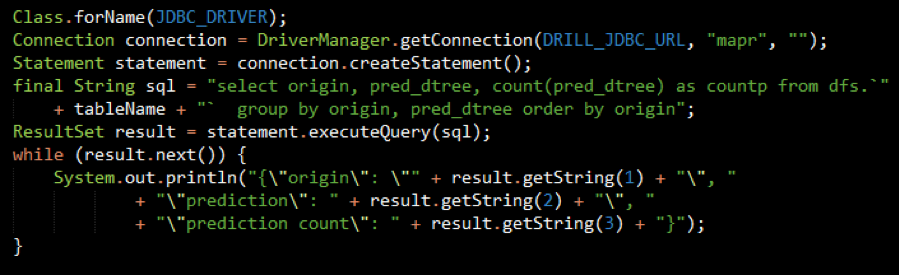 Class.forName(JDBC_DRIVER);
Connection connection = DriverManager.getConnection(DRILL_JDBC_URL, "mapr", "");
Statement statement = connection.createStatement();
final String sql = "select origin, pred_dtree, count(pred_dtree) as countp from dfs.`"
        + tableName + "`  group by origin, pred_dtree order by origin";
ResultSet result = statement.executeQuery(sql);
while (result.next()) {
    System.out.println("{\"origin\": \"" + result.getString(1) + "\", "
            + "\"prediction\": " + result.getString(2) + "\", "
            + "\"prediction count\": " + result.getString(3) + "}");
}